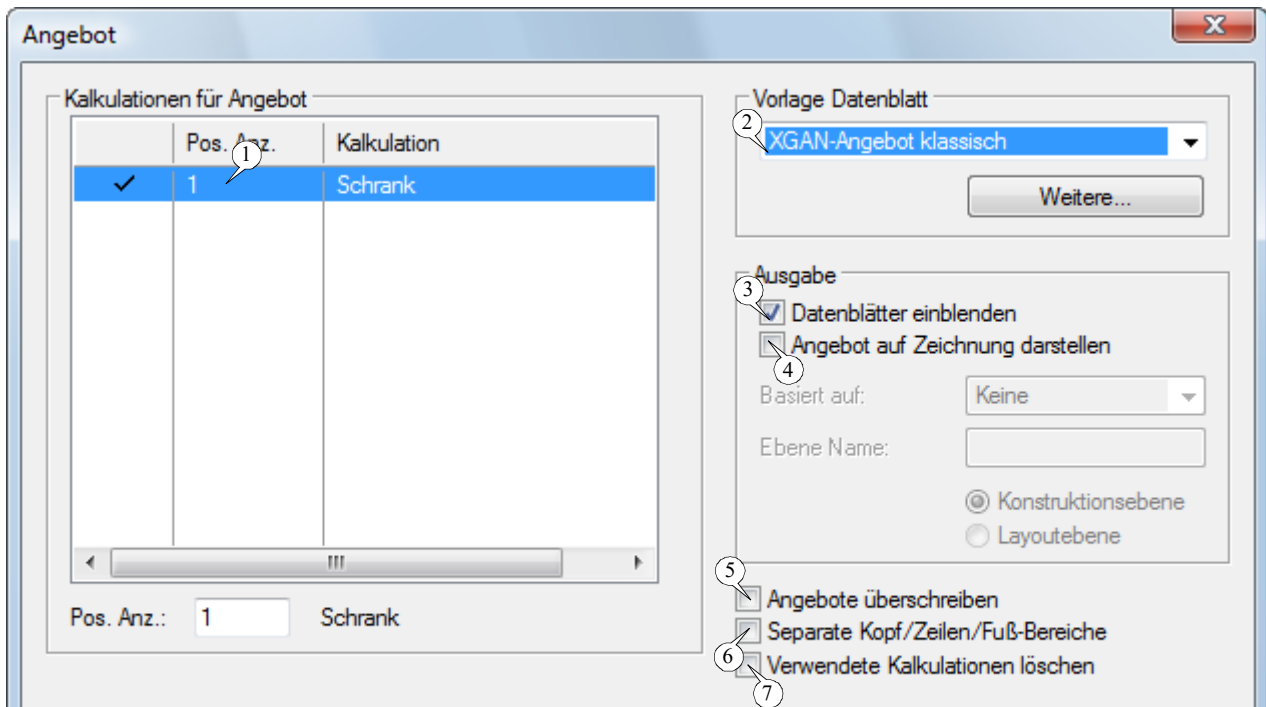 Angebot
Kalkulationen für Angebot
Pos. Anz. Kalkulation
1
1 Schrank
Pos. Anz.: 1 Schrank
Vorlage Datenblatt
2
XGAN-Angebot klassisch
Weitere...
Ausgabe
3
Datenblätter einblenden
Angebot auf Zeichnung darstellen
4
Basiert auf: Keine
Ebene Name:
Konstruktionsebene
Layoutebene
5
Angebote überschreiben
Separate Kopf/Zeilen/Fuß-Bereiche
6
Verwendete Kalkulationen löschen
7